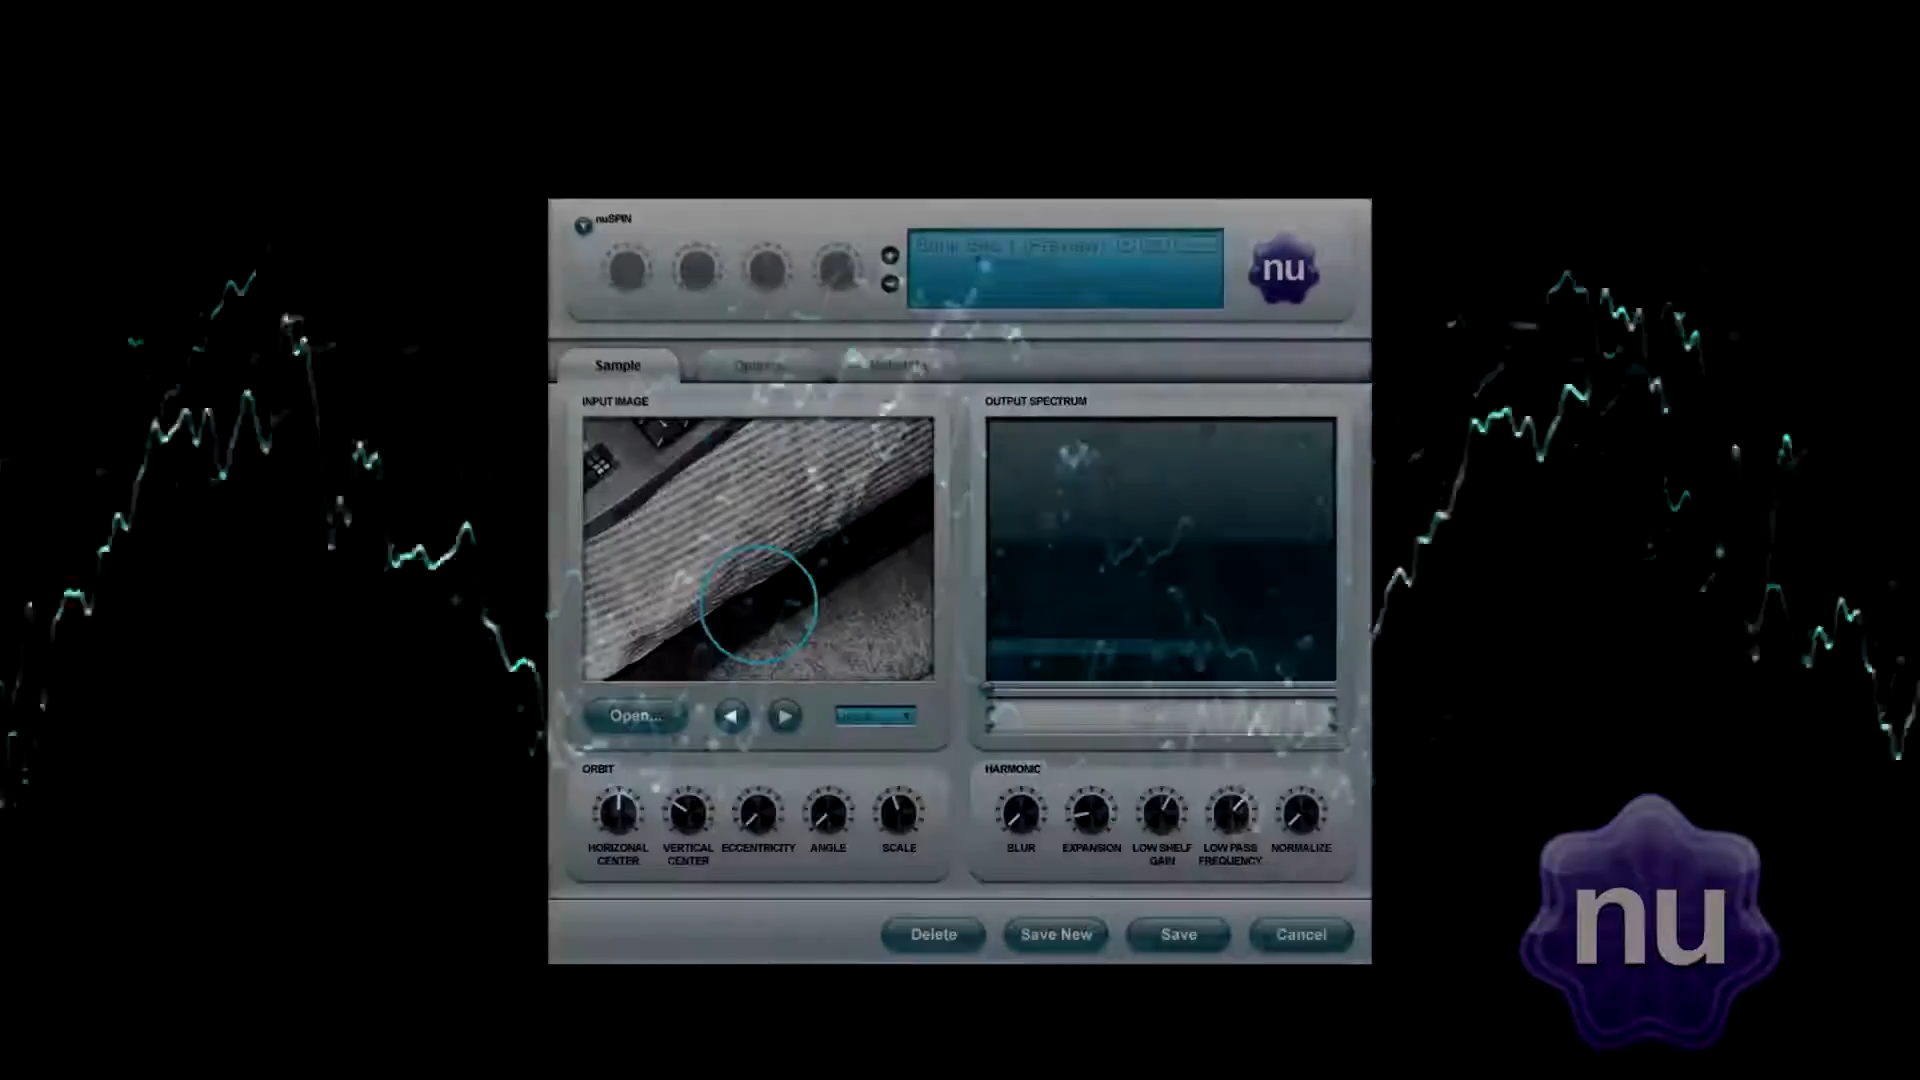 nuSPIN
nu
Sample
INPUT IMAGE
OUTPUT SPECTRUM
Open...
ORBIT
HARMONIC
HORIZONAL CENTER
VERTICAL CENTER
ECCENTRICITY
ANGLE
SCALE
BLUR
EXPANSION
LOW SHELF GAIN
LOW PASS FREQUENCY
NORMALIZE
Delete
Save New
Save
Cancel
nu